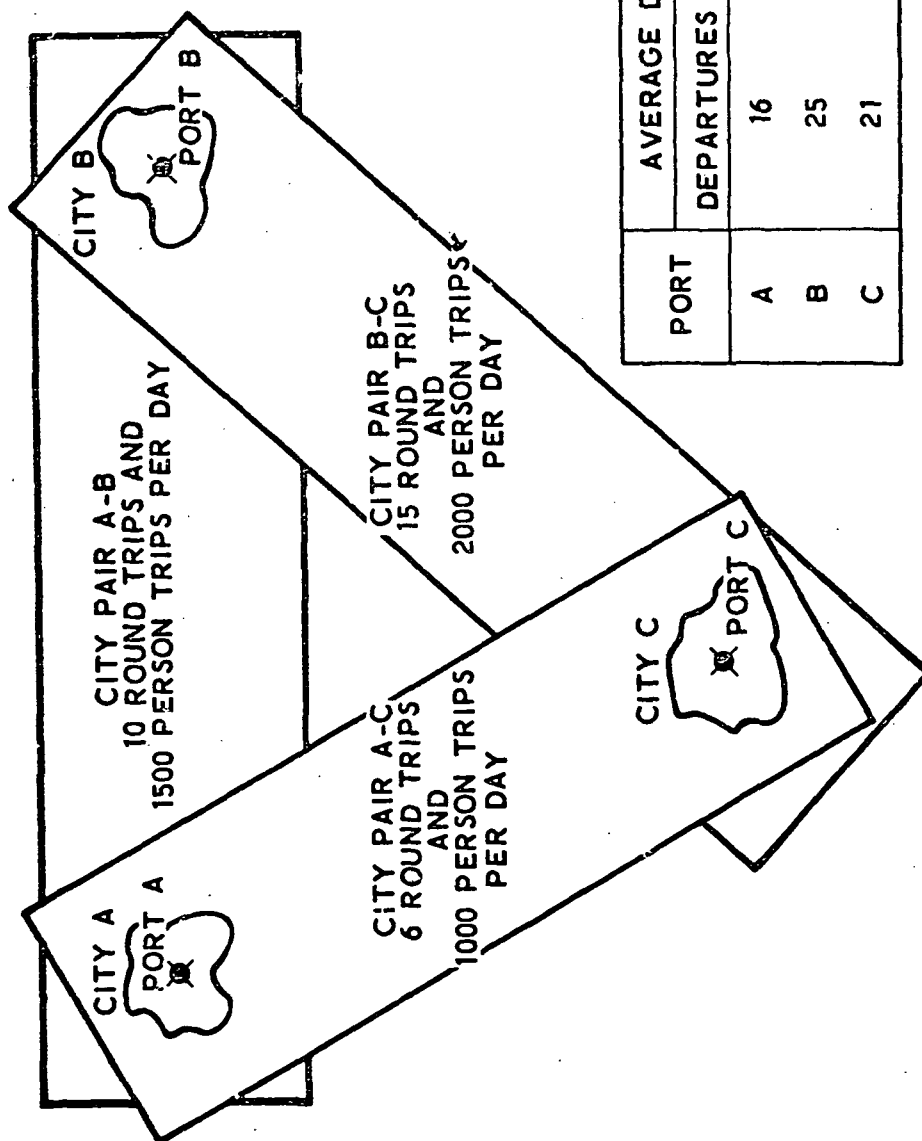 CITY PAIR A-B
10 ROUND TRIPS AND
1500 PERSON TRIPS PER DAY
CITY A
PORT A
CITY B
PORT B
CITY PAIR A-C
6 ROUND TRIPS
AND
1000 PERSON TRIPS
PER DAY
CITY PAIR B-C
15 ROUND TRIPS
AND
2000 PERSON TRIPS
PER DAY
CITY C
PORT C
PORT
AVERAGE D
DEPARTURES
A 16
B 25
C 21